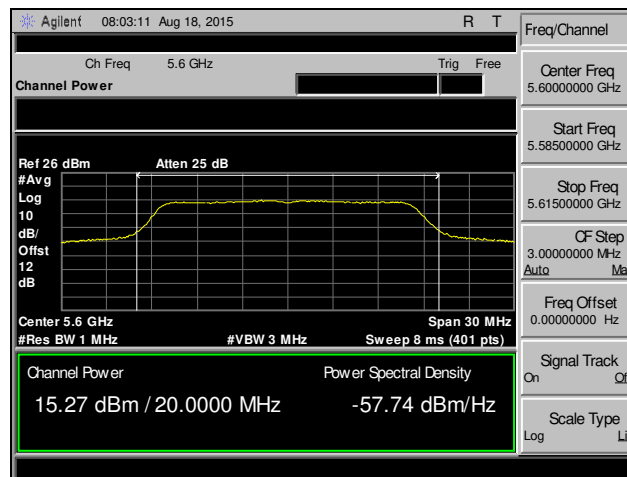 Agilent 08:03:11 Aug 18, 2015 R T
Freq/Channel
Ch Freq 5.6 GHz Trig Free
Channel Power
Center Freq
5.60000000 GHz
Start Freq
5.58500000 GHz
Stop Freq
5.61500000 GHz
CF Step
3.00000000 MHz
Auto Ma
Freq Offset
0.00000000 Hz
Signal Track
On Of
Scale Type
Log Li
Ref 26 dBm Atten 25 dB
#Avg
Log
10
dB/
Offst
12
dB
Center 5.6 GHz Span 30 MHz
#Res BW 1 MHz #VBW 3 MHz Sweep 8 ms (401 pts)
Channel Power Power Spectral Density
15.27 dBm / 20.0000 MHz -57.74 dBm/Hz